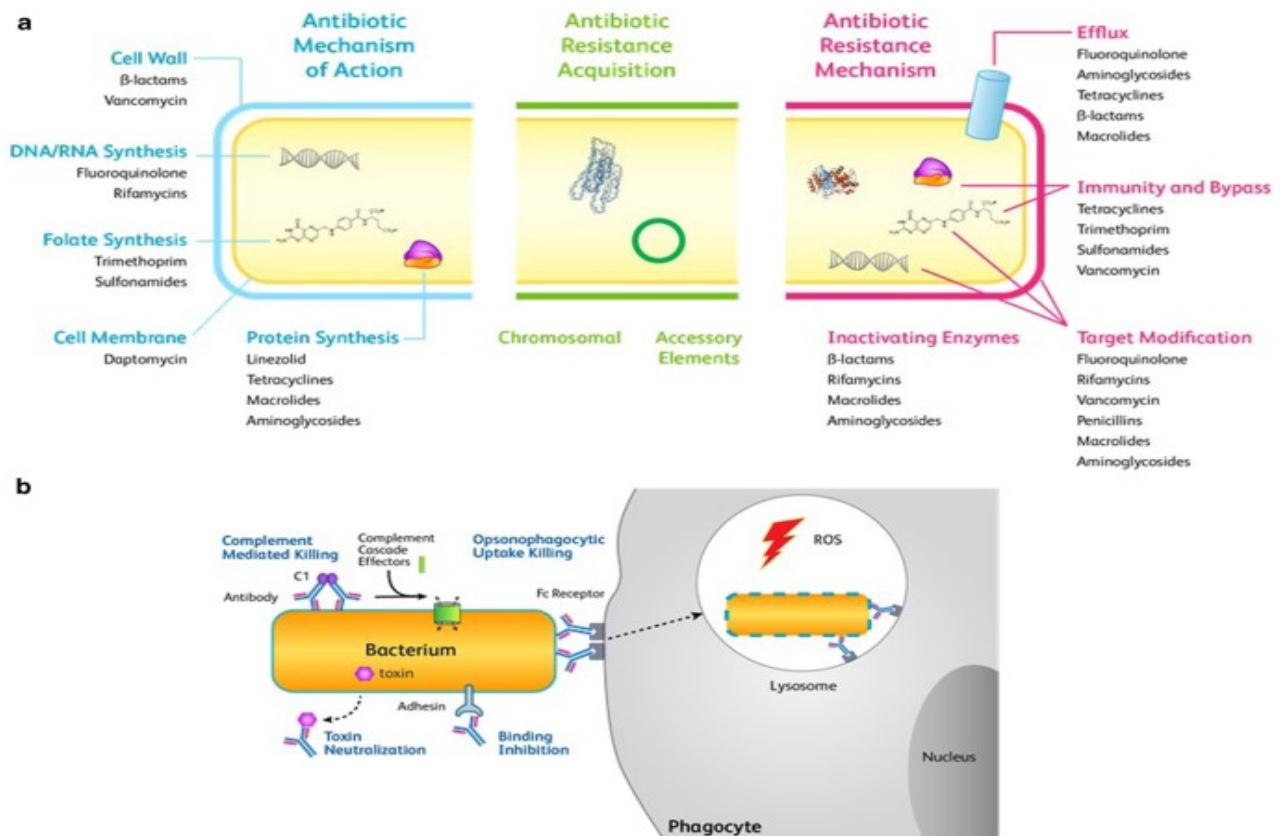 a
Antibiotic
Mechanism
of Action
Cell Wall
β-lactams
Vancomycin
DNA/RNA Synthesis
Fluoroquinolone
Rifamycins
Folate Synthesis
Trimethoprim
Sulfonamides
Cell Membrane
Daptomycin
Protein Synthesis
Linezolid
Tetracyclines
Macrolides
Aminoglycosides
Antibiotic
Resistance
Acquisition
Chromosomal
Accessory
Elements
Antibiotic
Resistance
Mechanism
Efflux
Fluoroquinolone
Aminoglycosides
Tetracyclines
β-lactams
Macrolides
Immunity and Bypass
Tetracyclines
Trimethoprim
Sulfonamides
Vancomycin
Inactivating Enzymes
β-lactams
Rifamycins
Macrolides
Aminoglycosides
Target Modification
Fluoroquinolone
Rifamycins
Vancomycin
Penicillins
Macrolides
Aminoglycosides
b
Complement
Mediated Killing
Complement
Cascade
Effectors
Opsonophagocytic
Uptake Killing
C1
Antibody
Fc Receptor
Bacterium
toxin
Adhesin
Toxin
Neutralization
Binding
Inhibition
ROS
Lysosome
Nucleus
Phagocyte